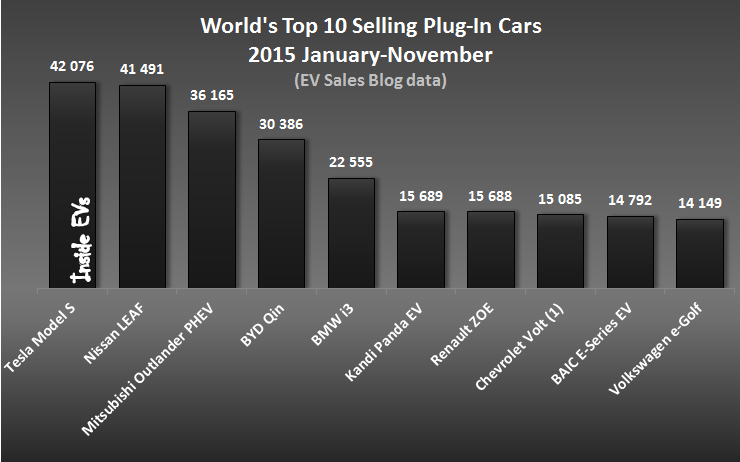 World's Top 10 Selling Plug-In Cars
2015 January-November
(EV Sales Blog data)
42 076
41 491
36 165
30 386
22 555
15 689
15 688
15 085
14 792
14 149
Inside EVs
Tesla Model S
Nissan LEAF
Mitsubishi Outlander PHEV
BYD Qin
BMW i3
Kandi Panda EV
Renault ZOE
Chevrolet Volt (1)
BAIC E-Series EV
Volkswagen e-Golf